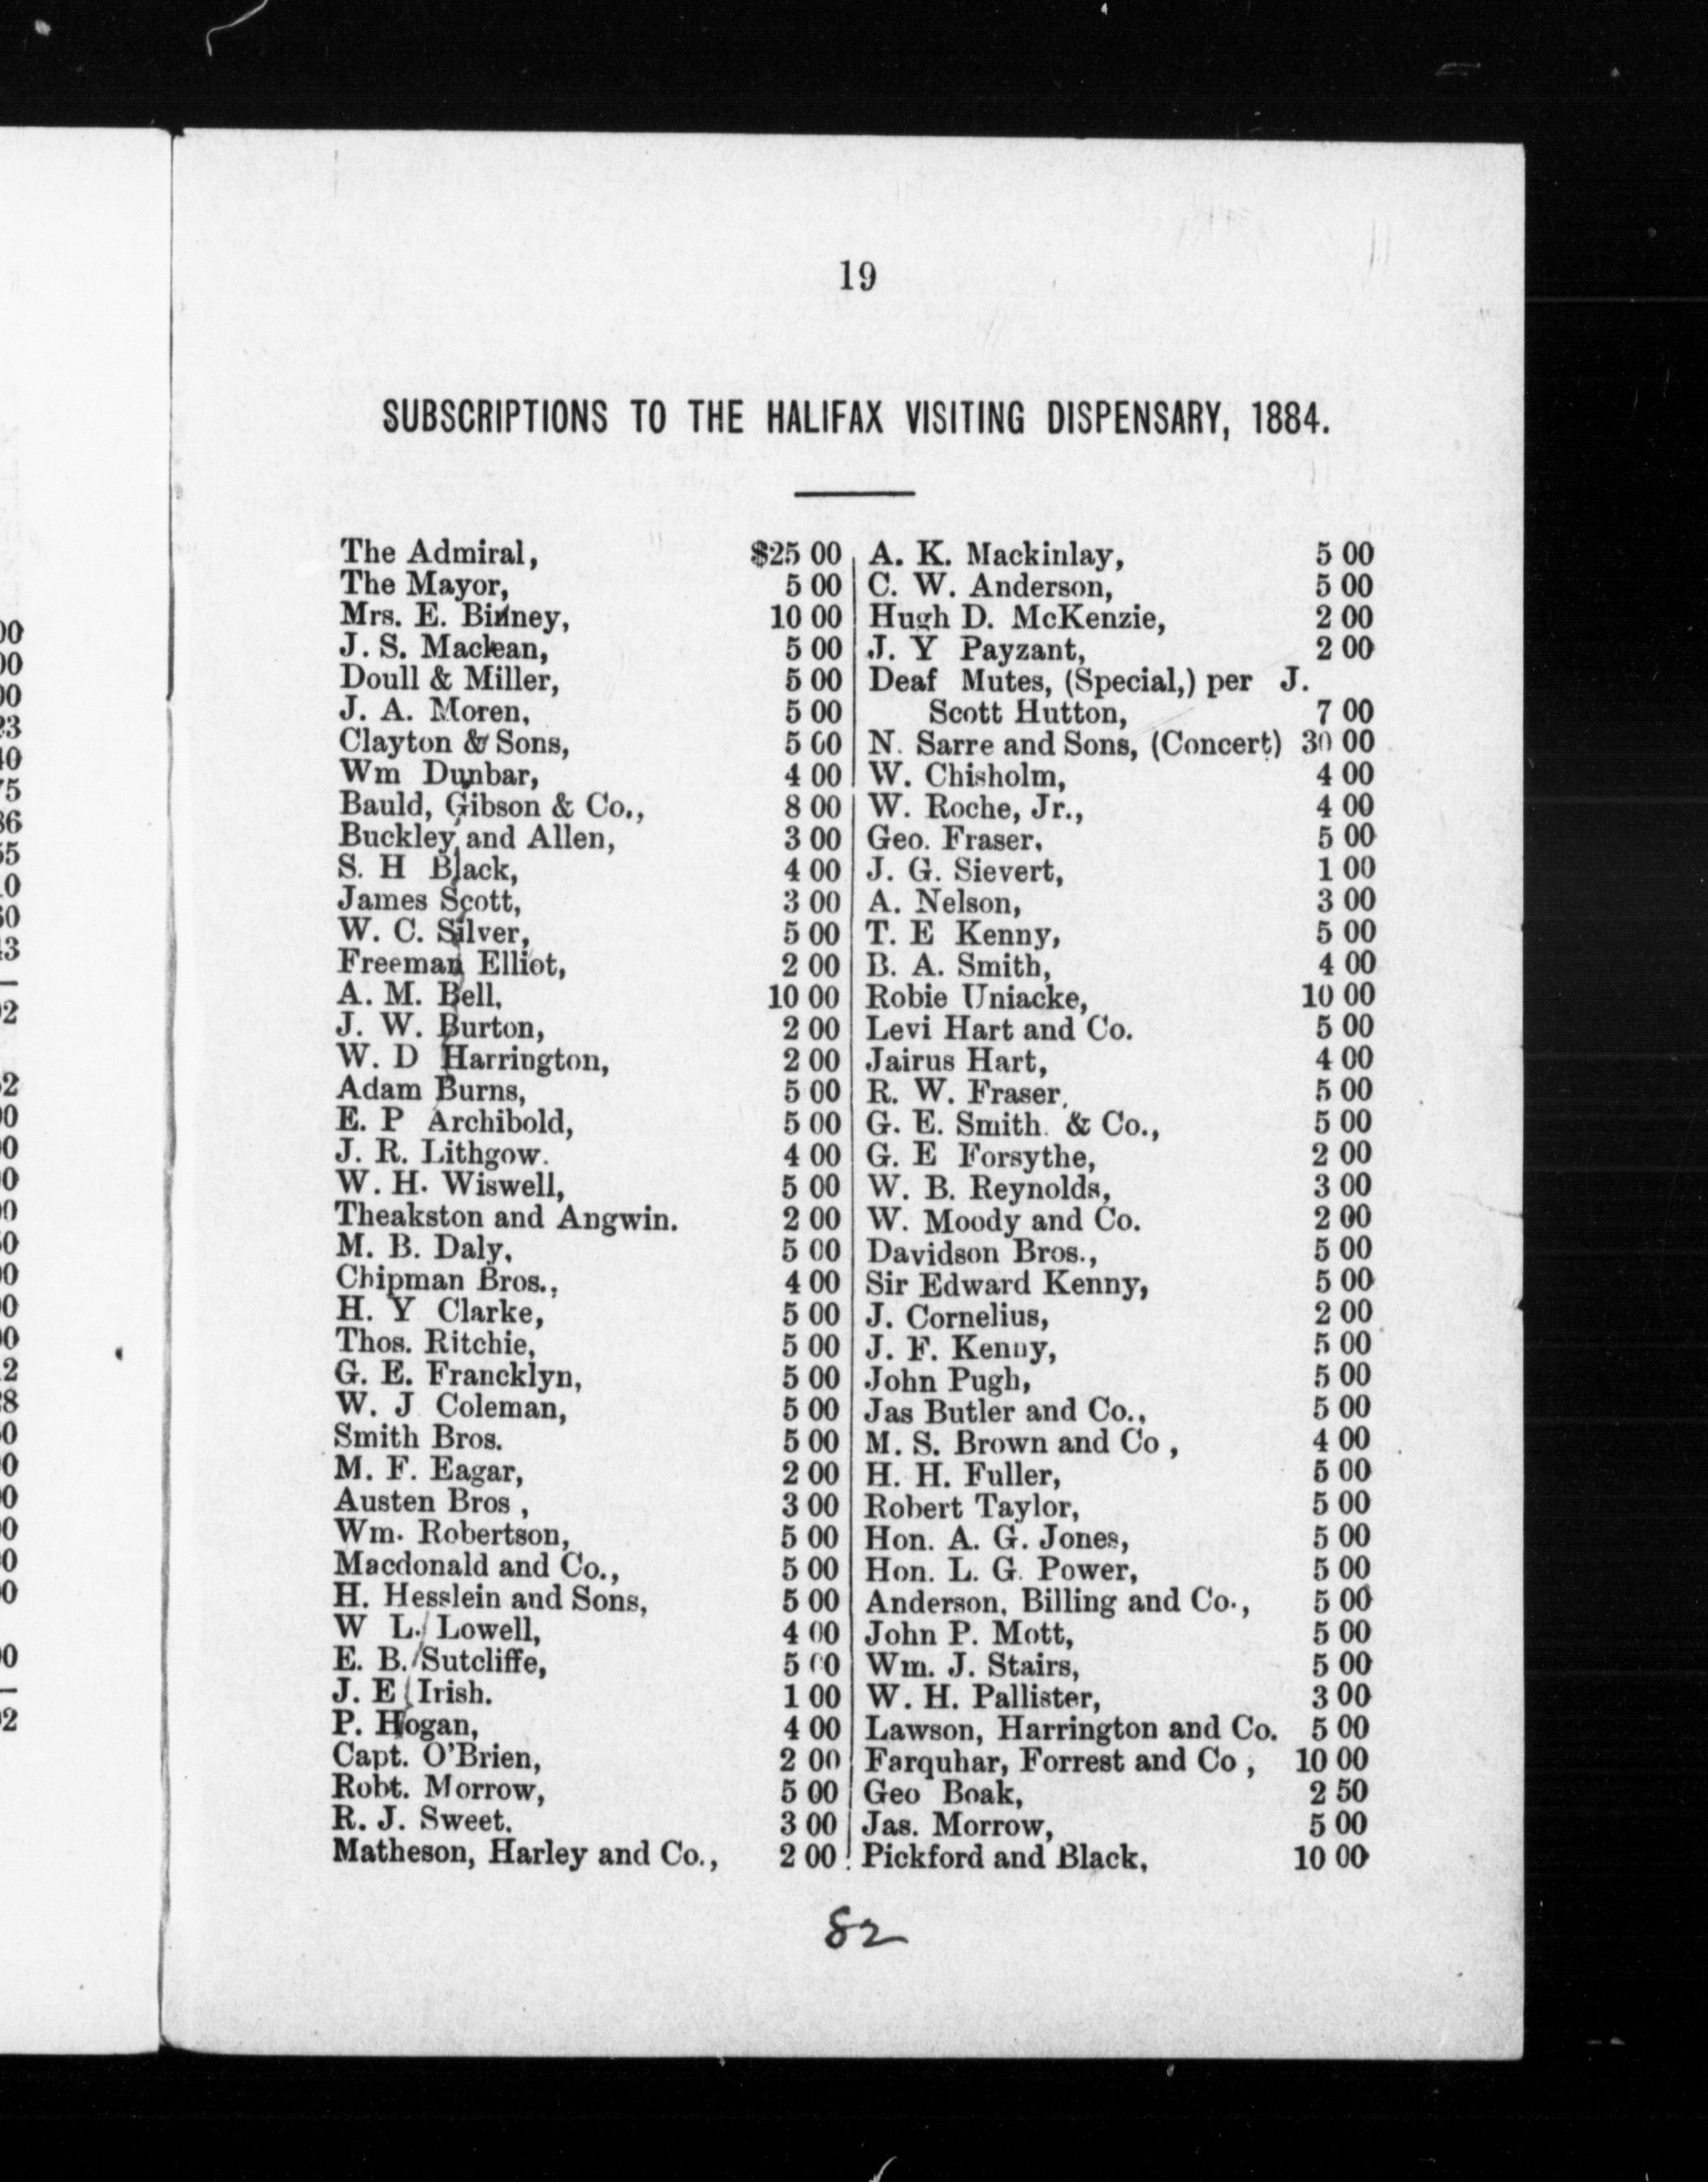 19
SUBSCRIPTIONS TO THE HALIFAX VISITING DISPENSARY, 1884.
The Admiral, $25 00
The Mayor, 5 00
Mrs. E. Binney, 10 00
J. S. Maclean, 5 00
Doull & Miller, 5 00
J. A. Moren, 5 00
Clayton & Sons, 5 00
Wm Dunbar, 4 00
Bauld, Gibson & Co., 8 00
Buckley and Allen, 3 00
S. H Black, 4 00
James Scott, 3 00
W. C. Silver, 5 00
Freeman Elliot, 2 00
A. M. Bell, 10 00
J. W. Burton, 2 00
W. D Harrington, 2 00
Adam Burns, 5 00
E. P Archibold, 5 00
J. R. Lithgow. 4 00
W. H. Wiswell, 5 00
Theakston and Angwin. 2 00
M. B. Daly, 5 00
Chipman Bros., 4 00
H. Y Clarke, 5 00
Thos. Ritchie, 5 00
G. E. Francklyn, 5 00
W. J Coleman, 5 00
Smith Bros. 5 00
M. F. Eagar, 2 00
Austen Bros , 3 00
Wm. Robertson, 5 00
Macdonald and Co., 5 00
H. Hesslein and Sons, 5 00
W L. Lowell, 4 00
E. B. Sutcliffe, 5 00
J. E Irish. 1 00
P. Hogan, 4 00
Capt. O'Brien, 2 00
Robt. Morrow, 5 00
R. J. Sweet. 3 00
Matheson, Harley and Co., 2 00
A. K. Mackinlay, 5 00
C. W. Anderson, 5 00
Hugh D. McKenzie, 2 00
J. Y Payzant, 2 00
Deaf Mutes, (Special,) per J.
Scott Hutton, 7 00
N. Sarre and Sons, (Concert) 30 00
W. Chisholm, 4 00
W. Roche, Jr., 4 00
Geo. Fraser, 5 00
J. G. Sievert, 1 00
A. Nelson, 3 00
T. E Kenny, 5 00
B. A. Smith, 4 00
Robie Uniacke, 10 00
Levi Hart and Co. 5 00
Jairus Hart, 4 00
R. W. Fraser, 5 00
G. E. Smith. & Co., 5 00
G. E Forsythe, 2 00
W. B. Reynolds, 3 00
W. Moody and Co. 2 00
Davidson Bros., 5 00
Sir Edward Kenny, 5 00
J. Cornelius, 2 00
J. F. Kenny, 5 00
John Pugh, 5 00
Jas Butler and Co., 5 00
M. S. Brown and Co , 4 00
H. H. Fuller, 5 00
Robert Taylor, 5 00
Hon. A. G. Jones, 5 00
Hon. L. G. Power, 5 00
Anderson, Billing and Co., 5 00
John P. Mott, 5 00
Wm. J. Stairs, 5 00
W. H. Pallister, 3 00
Lawson, Harrington and Co. 5 00
Farquhar, Forrest and Co , 10 00
Geo Boak, 2 50
Jas. Morrow, 5 00
Pickford and Black, 10 00
82